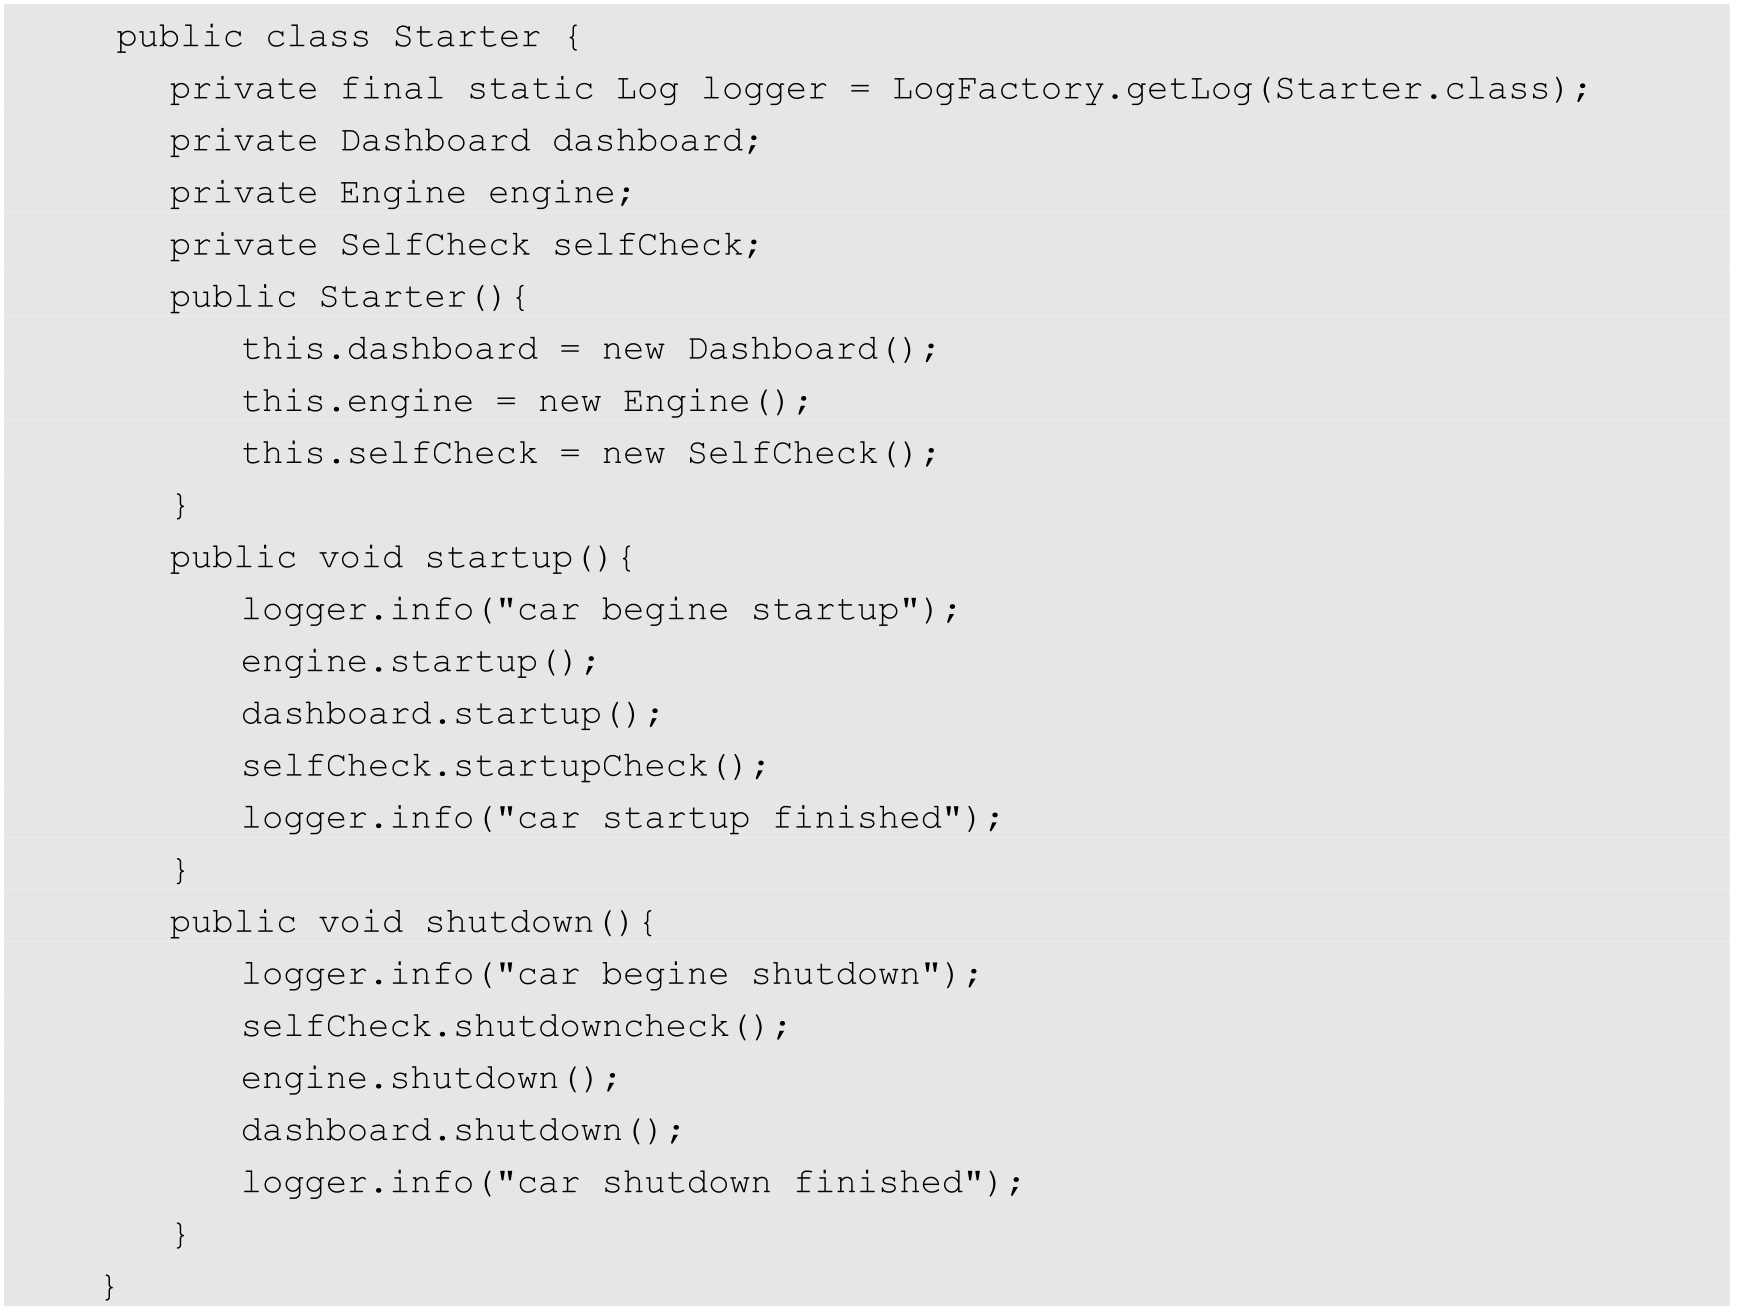 public class Starter {
private final static Log logger = LogFactory.getLog(Starter.class);
private Dashboard dashboard;
private Engine engine;
private SelfCheck selfCheck;
public Starter(){
this.dashboard = new Dashboard();
this.engine = new Engine();
this.selfCheck = new SelfCheck();
}
public void startup(){
logger.info("car begine startup");
engine.startup();
dashboard.startup();
selfCheck.startupCheck();
logger.info("car startup finished");
}
public void shutdown(){
logger.info("car begine shutdown");
selfCheck.shutdowncheck();
engine.shutdown();
dashboard.shutdown();
logger.info("car shutdown finished");
}
}